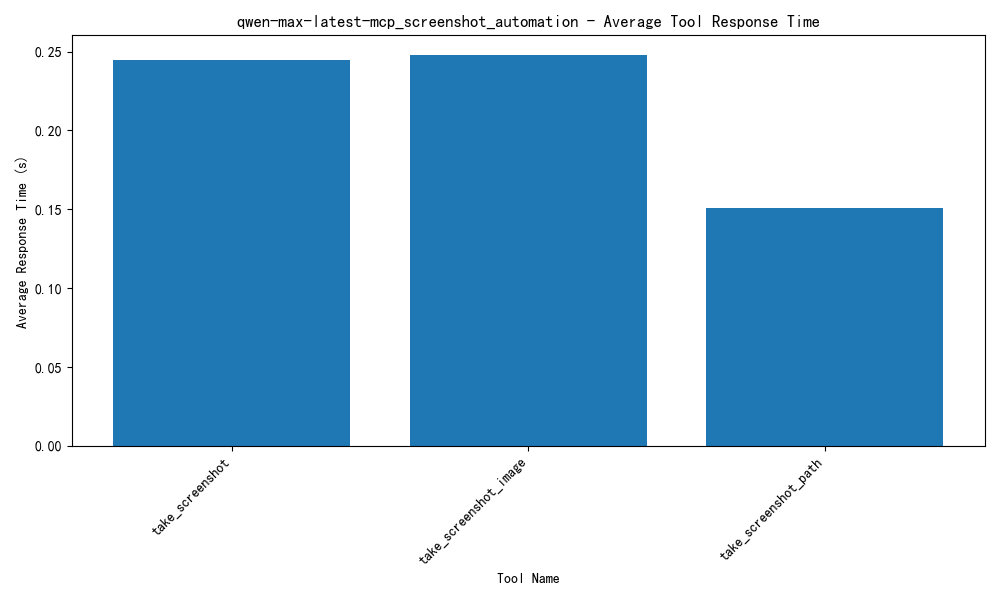 qwen-max-latest-mcp_screenshot_automation - Average Tool Response Time
Average Response Time (s)
0.25
0.20
0.15
0.10
0.05
0.00
take_screenshot
take_screenshot_image
take_screenshot_path
Tool Name